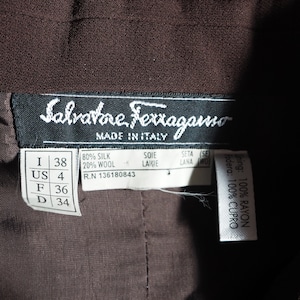 Salvatore Ferragamo
MADE IN ITALY
I 38
US 4
F 36
D 34
80% SILK SOIE SETA
20% WOOL LAINE LANA
R.N 136180843
100% RAYON
100% CUPRO